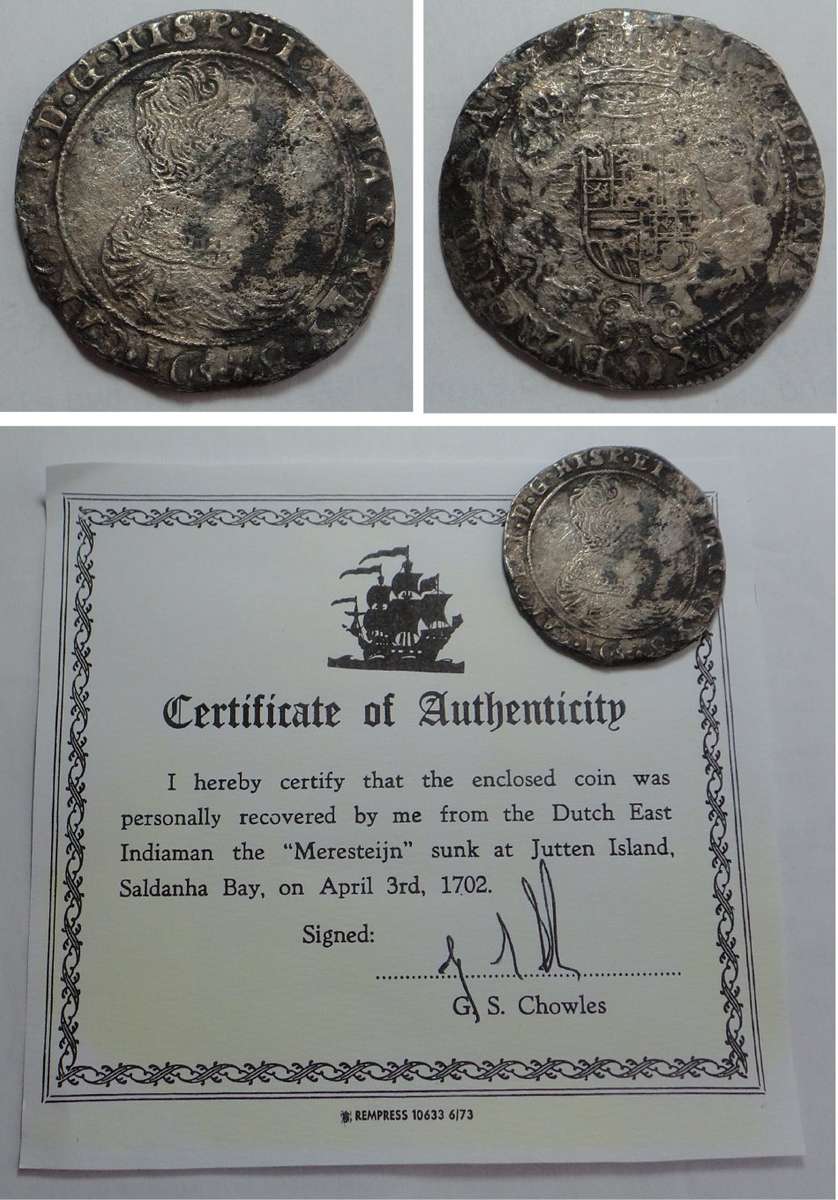 D·G·HISP·ET
Certificate of Authenticity
I hereby certify that the enclosed coin was
personally recovered by me from the Dutch East
Indiaman the “Meresteijn” sunk at Jutten Island,
Saldanha Bay, on April 3rd, 1702.
Signed:
G. S. Chowles
REMPRESS 10633 6/73
D·G·HISP·ET